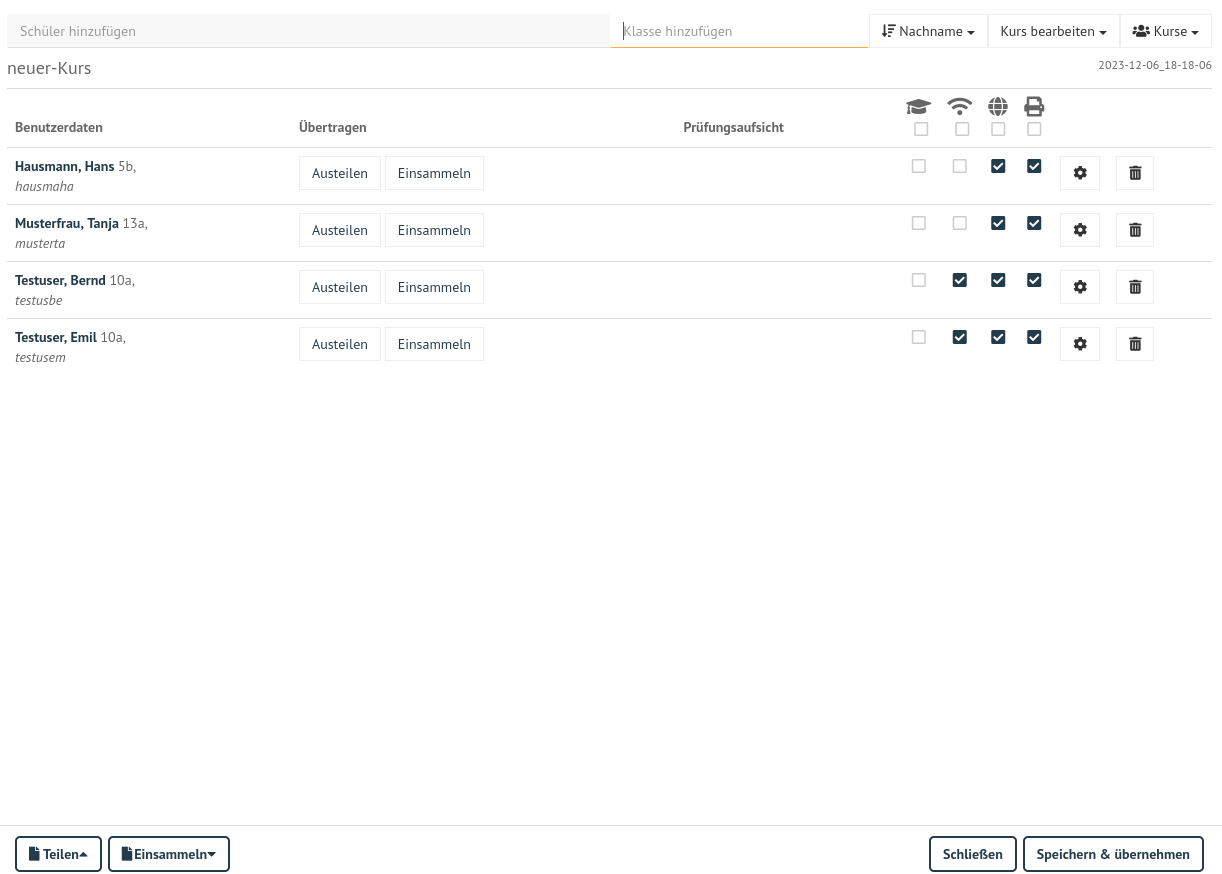 Schüler hinzufügen Klasse hinzufügen Nachname Kurs bearbeiten Kurse
neuer-Kurs 2023-12-06_18-18-06
Benutzerdaten Übertragen Prüfungsaufsicht
Hausmann, Hans 5b, Austeilen Einsammeln
hausmaha
Musterfrau, Tanja 13a, Austeilen Einsammeln
musterta
Testuser, Bernd 10a, Austeilen Einsammeln
testusbe
Testuser, Emil 10a, Austeilen Einsammeln
testusem
Teilen Einsammeln Schließen Speichern & übernehmen